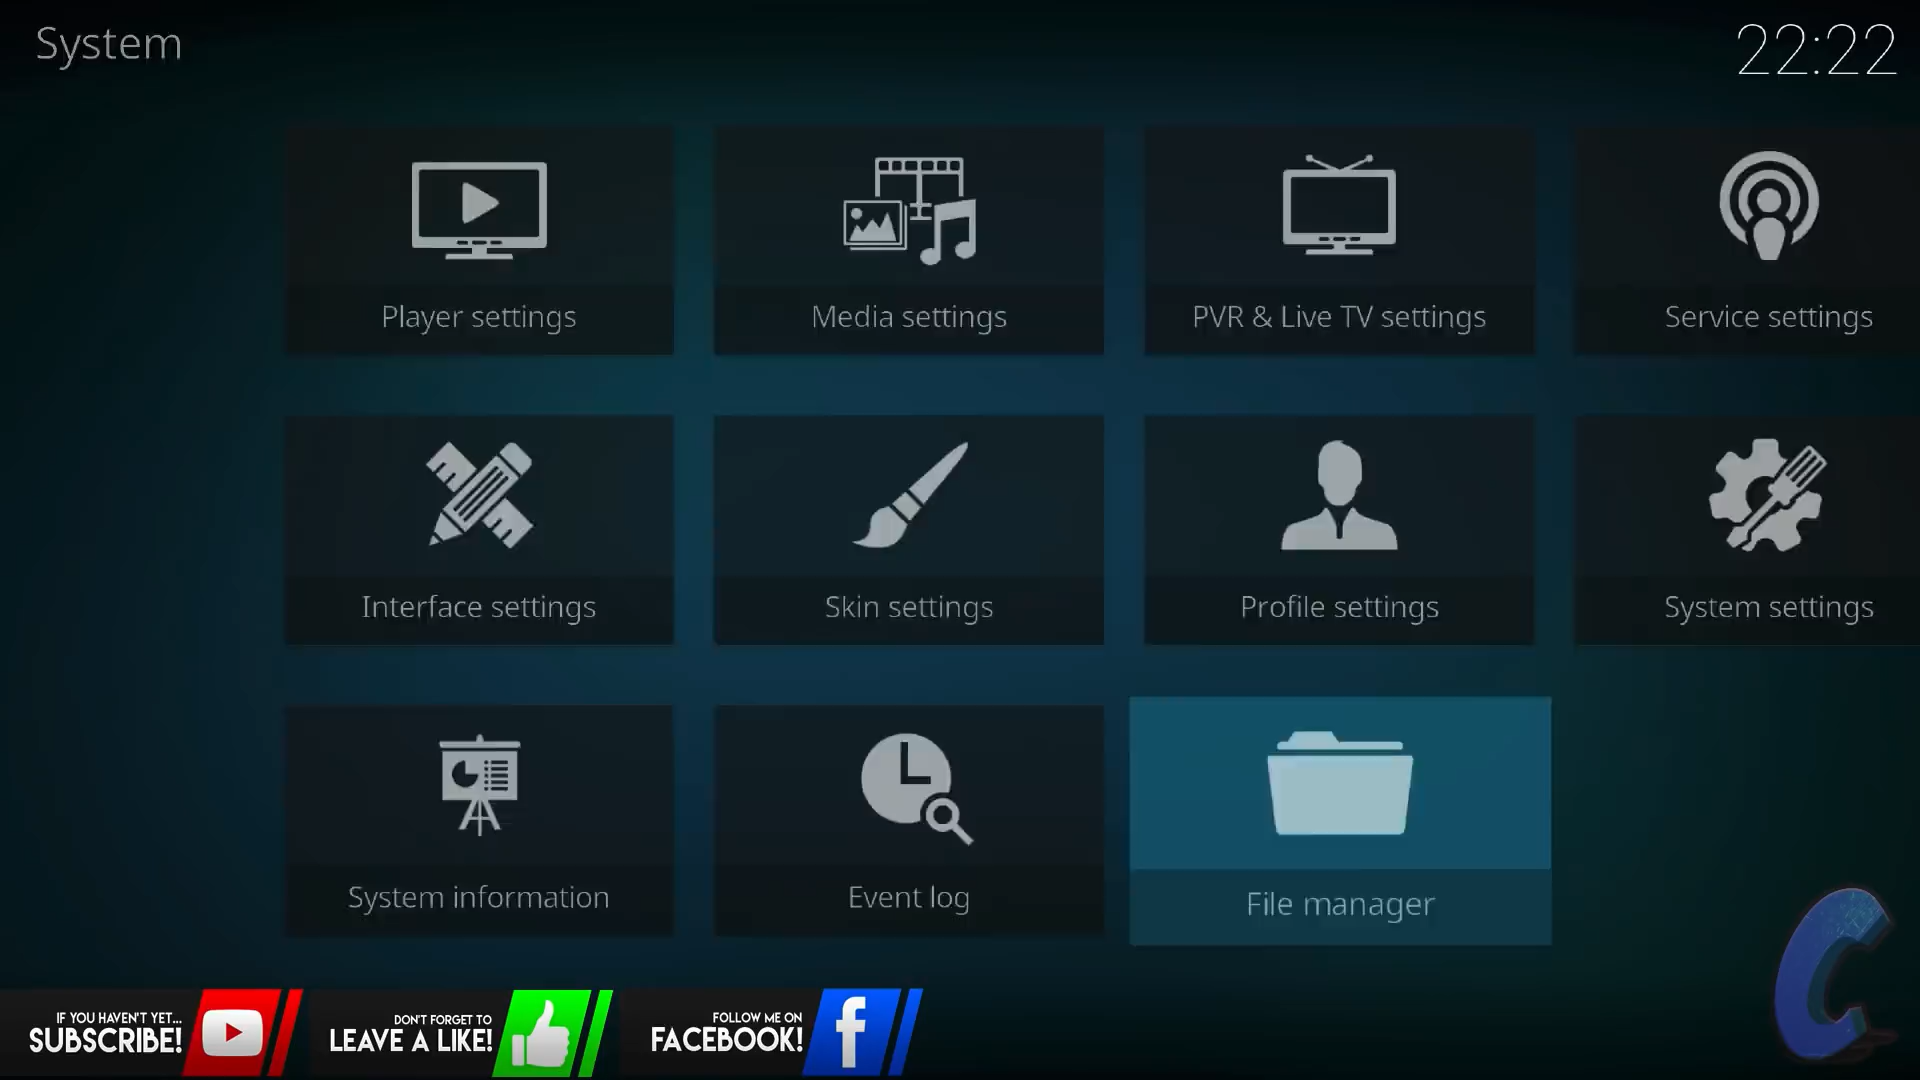 System
22:22
Player settings
Media settings
PVR & Live TV settings
Service settings
Interface settings
Skin settings
Profile settings
System settings
System information
Event log
File manager
IF YOU HAVEN'T YET...
SUBSCRIBE!
DON'T FORGET TO
LEAVE A LIKE!
FOLLOW ME ON
FACEBOOK!
f
C